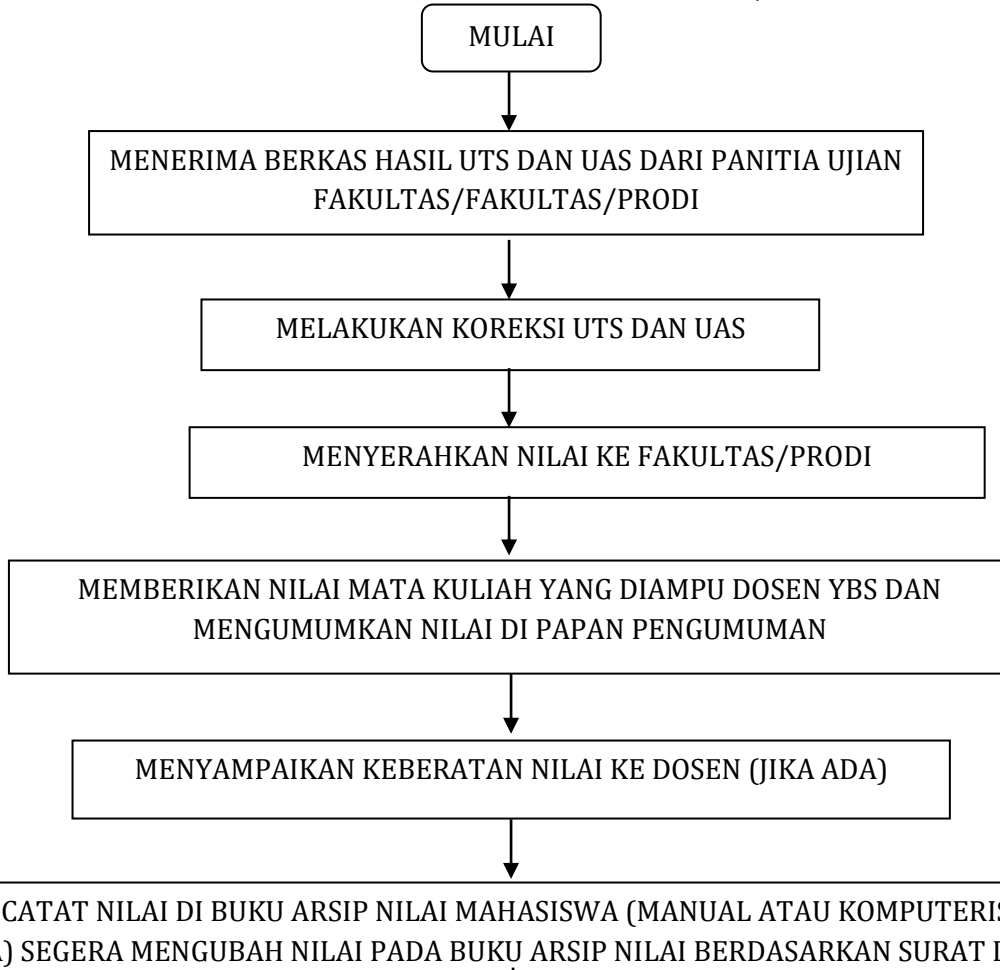 MULAI
MENERIMA BERKAS HASIL UTS DAN UAS DARI PANITIA UJIAN
FAKULTAS/FAKULTAS/PRODI
MELAKUKAN KOREKSI UTS DAN UAS
MENYERAHKAN NILAI KE FAKULTAS/PRODI
MEMBERIKAN NILAI MATA KULIAH YANG DIAMPU DOSEN YBS DAN
MENGUMUMKAN NILAI DI PAPAN PENGUMUMAN
MENYAMPAIKAN KEBERATAN NILAI KE DOSEN (JIKA ADA)
CATAT NILAI DI BUKU ARSIP NILAI MAHASISWA (MANUAL ATAU KOMPUTERIS
A) SEGERA MENGUBAH NILAI PADA BUKU ARSIP NILAI BERDASARKAN SURAT